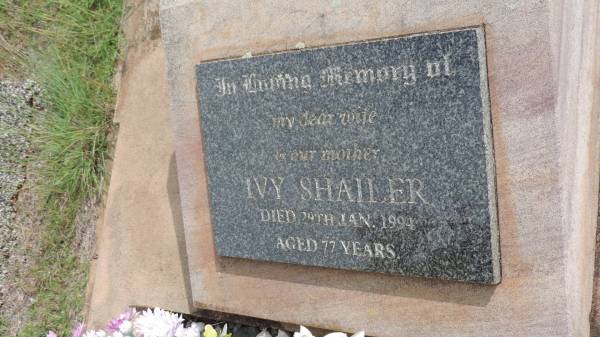 In Loving Memory of
my dear wife
& our mother
IVY SHAILER
DIED 29TH JAN. 1994
AGED 77 YEARS